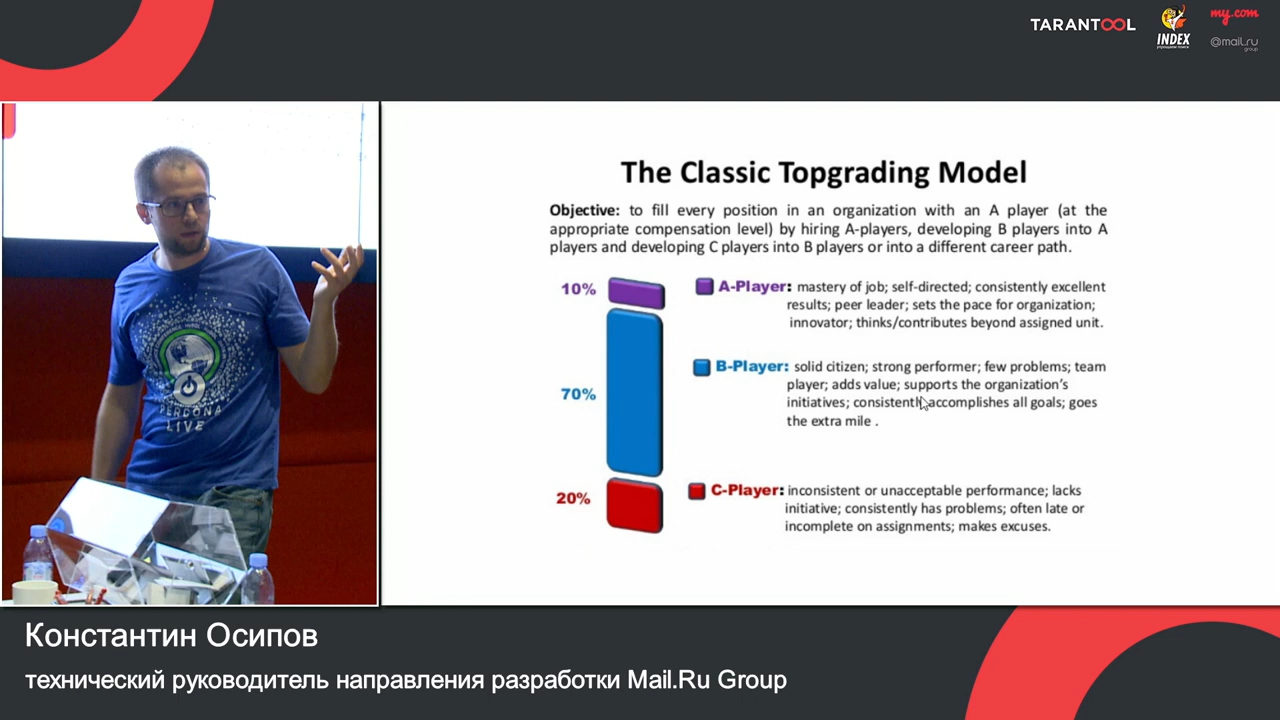 TARANTOOL
INDEX
упрощаем поиск
my.com
@mail.ru
group
The Classic Topgrading Model
Objective: to fill every position in an organization with an A player (at the
appropriate compensation level) by hiring A-players, developing B players into A
players and developing C players into B players or into a different career path.
10%
A-Player: mastery of job; self-directed; consistently excellent
results; peer leader; sets the pace for organization;
innovator; thinks/contributes beyond assigned unit.
70%
B-Player: solid citizen; strong performer; few problems; team
player; adds value; supports the organization's
initiatives; consistently accomplishes all goals; goes
the extra mile .
20%
C-Player: inconsistent or unacceptable performance; lacks
initiative; consistently has problems; often late or
incomplete on assignments; makes excuses.
PERCONA
LIVE
Константин Осипов
технический руководитель направления разработки Mail.Ru Group